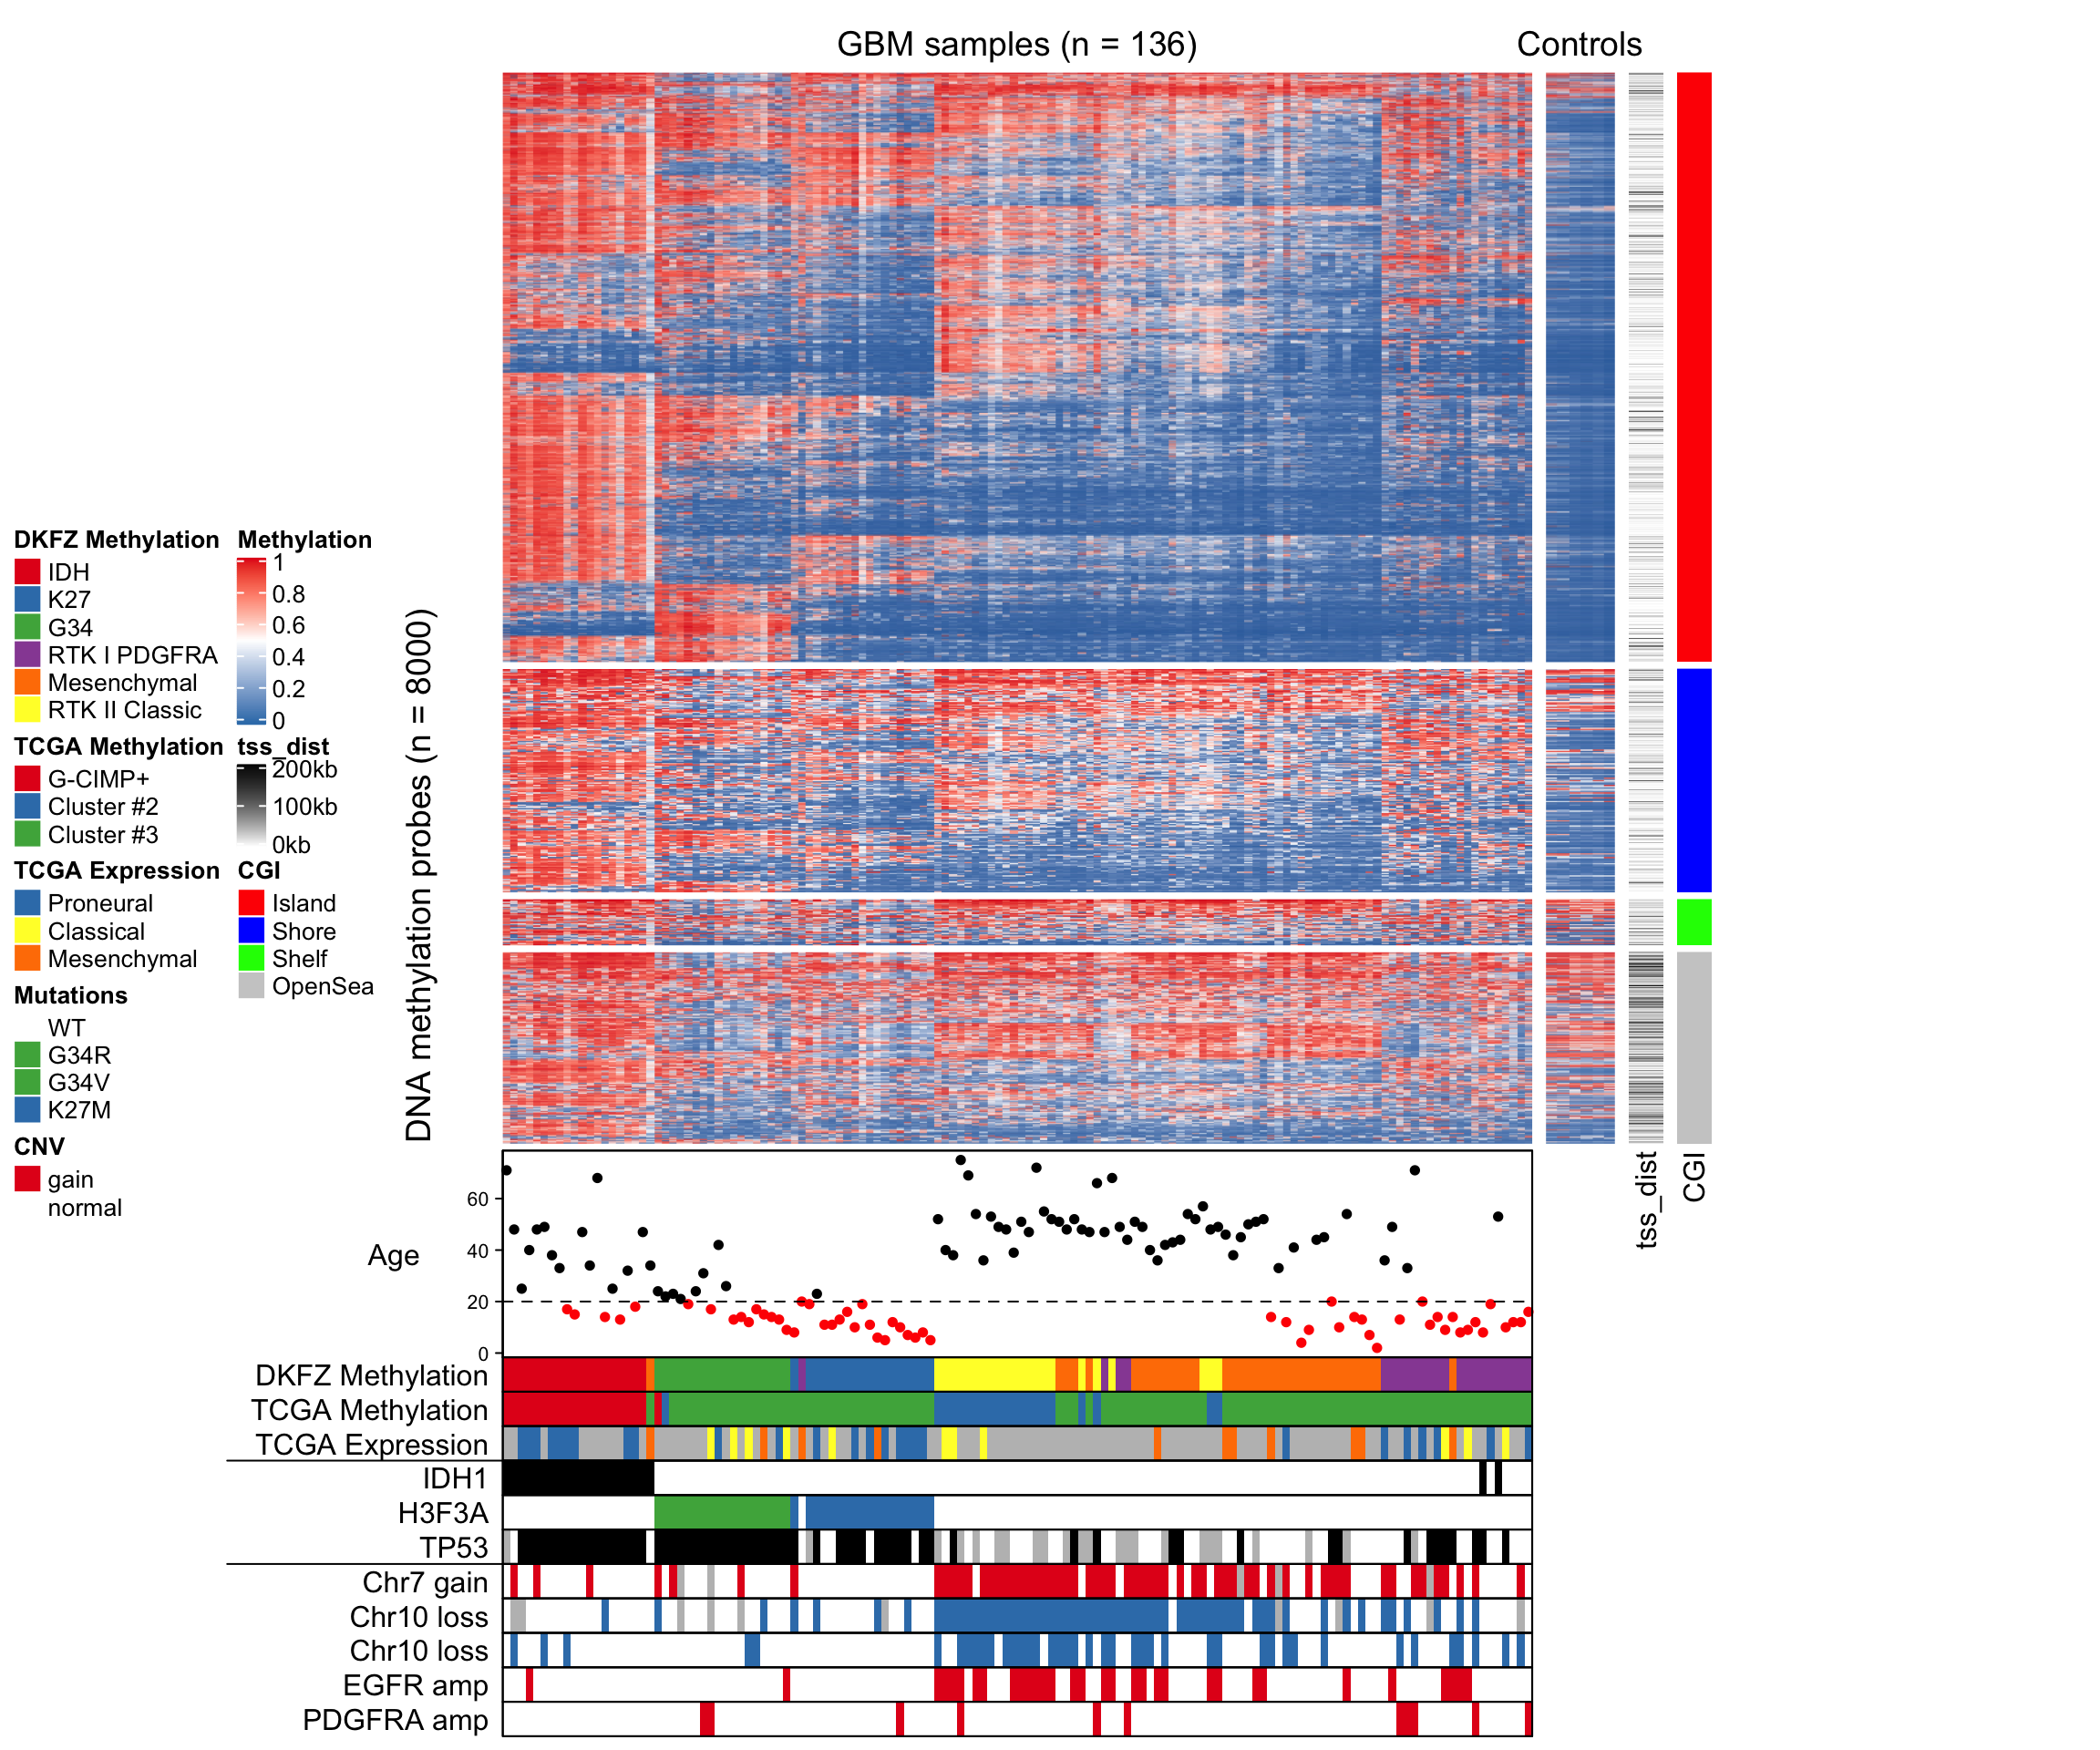 GBM samples (n = 136)
Controls
DKFZ Methylation
IDH
K27
G34
RTK I PDGFRA
Mesenchymal
RTK II Classic
TCGA Methylation
G-CIMP+
Cluster #2
Cluster #3
TCGA Expression
Proneural
Classical
Mesenchymal
Mutations
WT
G34R
G34V
K27M
CNV
gain
normal
Methylation
1
0.8
0.6
0.4
0.2
0
tss_dist
200kb
100kb
0kb
CGI
Island
Shore
Shelf
OpenSea
DNA methylation probes (n = 8000)
tss_dist
CGI
Age
60
40
20
0
DKFZ Methylation
TCGA Methylation
TCGA Expression
IDH1
H3F3A
TP53
Chr7 gain
Chr10 loss
Chr10 loss
EGFR amp
PDGFRA amp